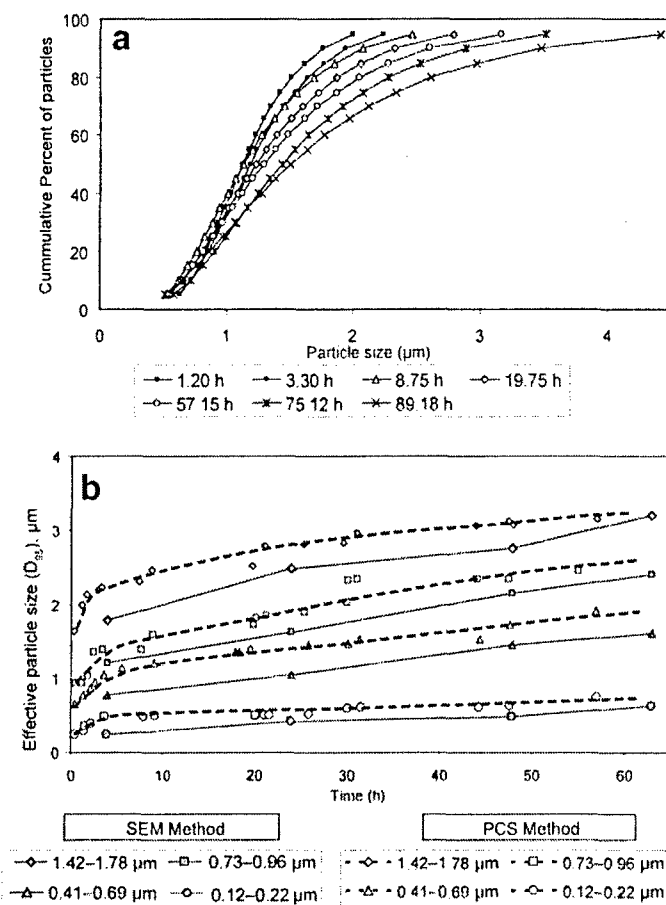 a
Cummulative Percent of particles
100
80
60
40
20
0
0 1 2 3 4
Particle size (µm)
1.20 h 3.30 h 8.75 h 19.75 h
57 15 h 75 12 h 89.18 h
b
Effective particle size (D95), µm
4
3
2
1
0
0 10 20 30 40 50 60
Time (h)
SEM Method PCS Method
1.42–1.78 µm 0.73–0.96 µm 1.42–1.78 µm 0.73–0.96 µm
0.41–0.69 µm 0.12–0.22 µm 0.41–0.69 µm 0.12–0.22 µm